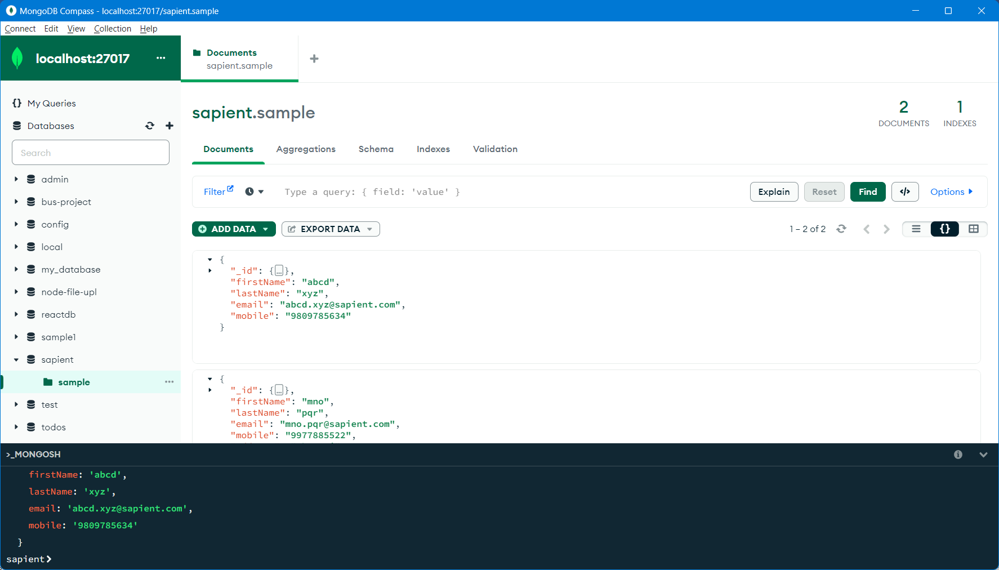 MongoDB Compass - localhost:27017/sapient.sample
Connect Edit View Collection Help
localhost:27017 ···
Documents
sapient.sample
+
{} My Queries
Databases
Search
admin
bus-project
config
local
my_database
node-file-upl
reactdb
sample1
sapient
sample ···
test
todos
sapient.sample
2
DOCUMENTS
1
INDEXES
Documents Aggregations Schema Indexes Validation
Filter Type a query: { field: 'value' } Explain Reset Find </> Options
ADD DATA EXPORT DATA 1 – 2 of 2 {}
{
"_id": {…},
"firstName": "abcd",
"lastName": "xyz",
"email": "abcd.xyz@sapient.com",
"mobile": "9809785634"
}
{
"_id": {…},
"firstName": "mno",
"lastName": "pqr",
"email": "mno.pqr@sapient.com",
"mobile": "9977885522",
>_MONGOSH
firstName: 'abcd',
lastName: 'xyz',
email: 'abcd.xyz@sapient.com',
mobile: '9809785634'
}
sapient>